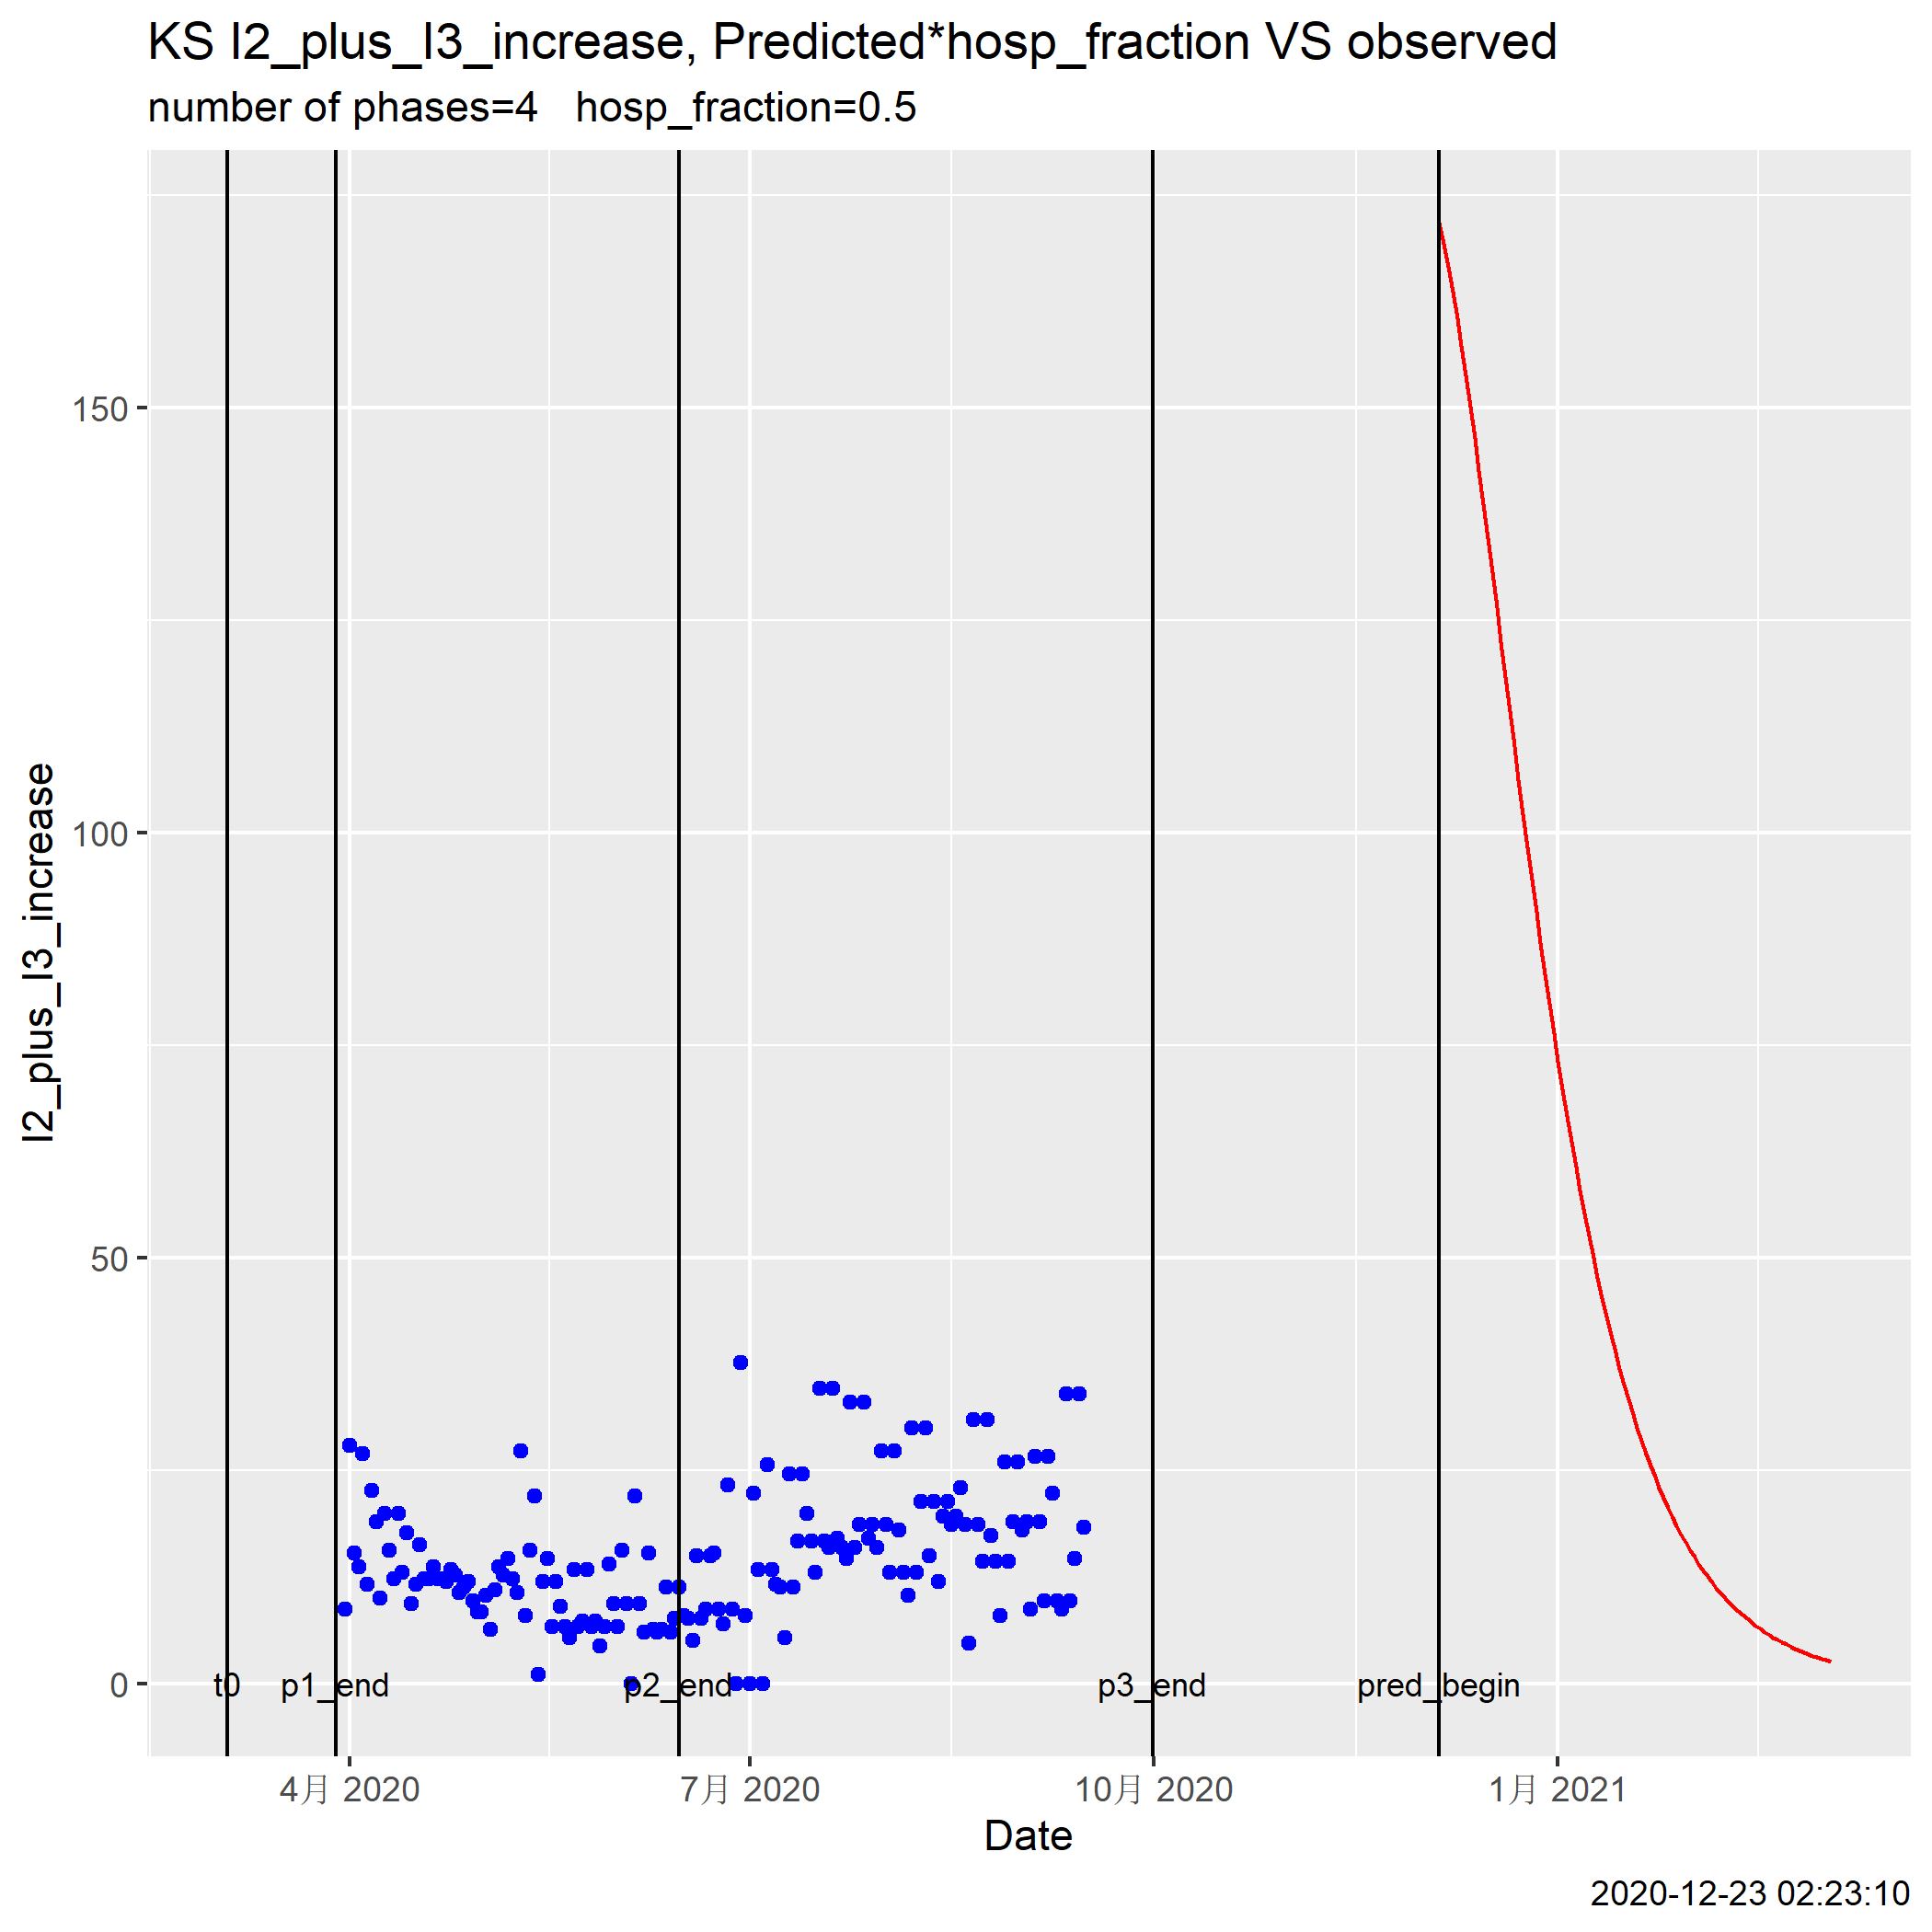 KS I2_plus_I3_increase, Predicted*hosp_fraction VS observed
number of phases=4   hosp_fraction=0.5
I2_plus_I3_increase
150
100
50
0
t0
p1_end
p2_end
p3_end
pred_begin
4月 2020
7月 2020
10月 2020
1月 2021
Date
2020-12-23 02:23:10